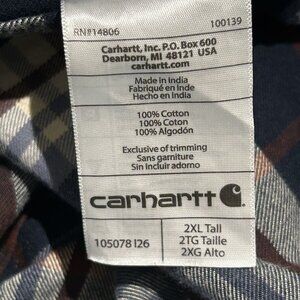 RN#14806 100139
Carhartt, Inc. P.O. Box 600
Dearborn, MI 48121 USA
carhartt.com
Made in India
Fabriqué en Inde
Hecho en India
100% Cotton
100% Coton
100% Algodón
Exclusive of trimming
Sans garniture
Sin incluir adorno
carhartt
105078 I26
2XL Tall
2TG Taille
2XG Alto